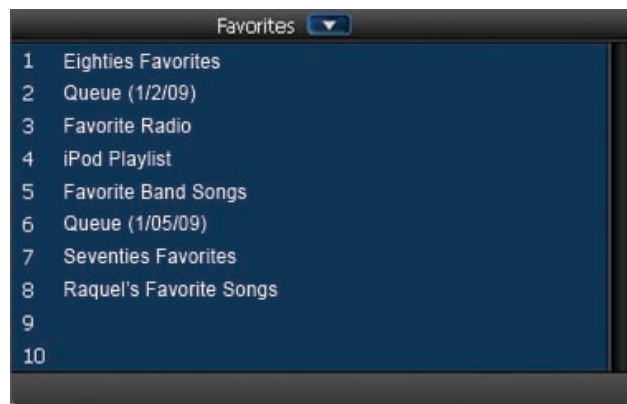 Favorites
1 Eighties Favorites
2 Queue (1/2/09)
3 Favorite Radio
4 iPod Playlist
5 Favorite Band Songs
6 Queue (1/05/09)
7 Seventies Favorites
8 Raquel's Favorite Songs
9
10